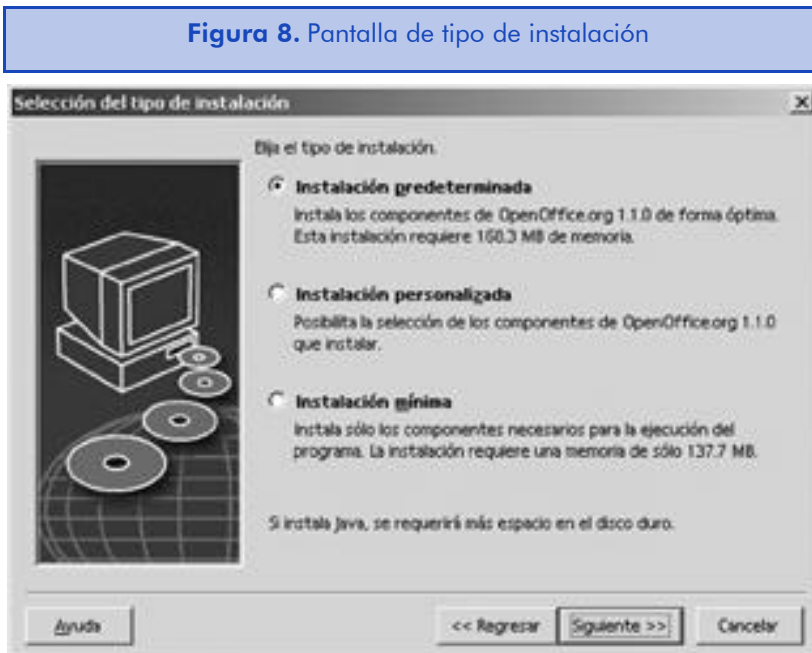 Figura 8. Pantalla de tipo de instalación
Selección del tipo de instalación
Elija el tipo de instalación.
Instalación predeterminada
Instala los componentes de OpenOffice.org 1.1.0 de forma óptima.
Esta instalación requiere 168.3 MB de memoria.
Instalación personalizada
Posibilita la selección de los componentes de OpenOffice.org 1.1.0
que instalar.
Instalación mínima
Instala sólo los componentes necesarios para la ejecución del
programa. La instalación requiere una memoria de sólo 137.7 MB.
Si instala Java, se requerirá más espacio en el disco duro.
Ayuda
<< Regresar
Siguiente >>
Cancelar